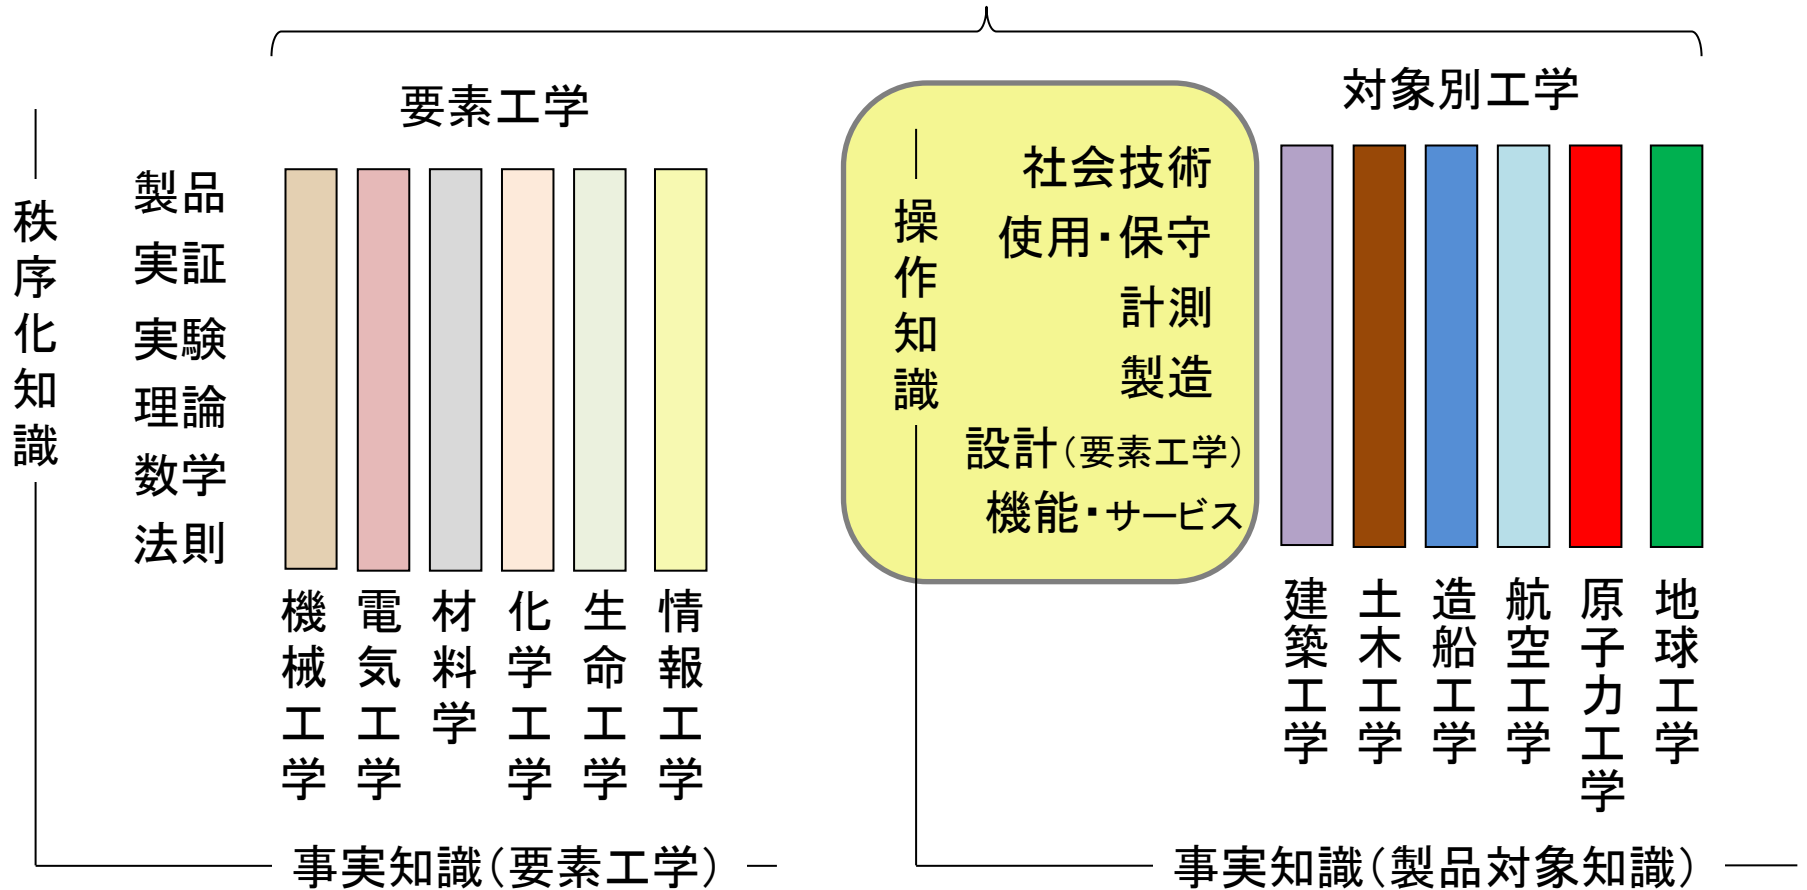 要素工学
秩序化知識
製品
実証
実験
理論
数学
法則
機械工学
電気工学
材料学
化学工学
生命工学
情報工学
事実知識(要素工学)
対象別工学
操作知識
社会技術
使用・保守
計測
製造
設計(要素工学)
機能・サービス
建築工学
土木工学
造船工学
航空工学
原子力工学
地球工学
事実知識(製品対象知識)